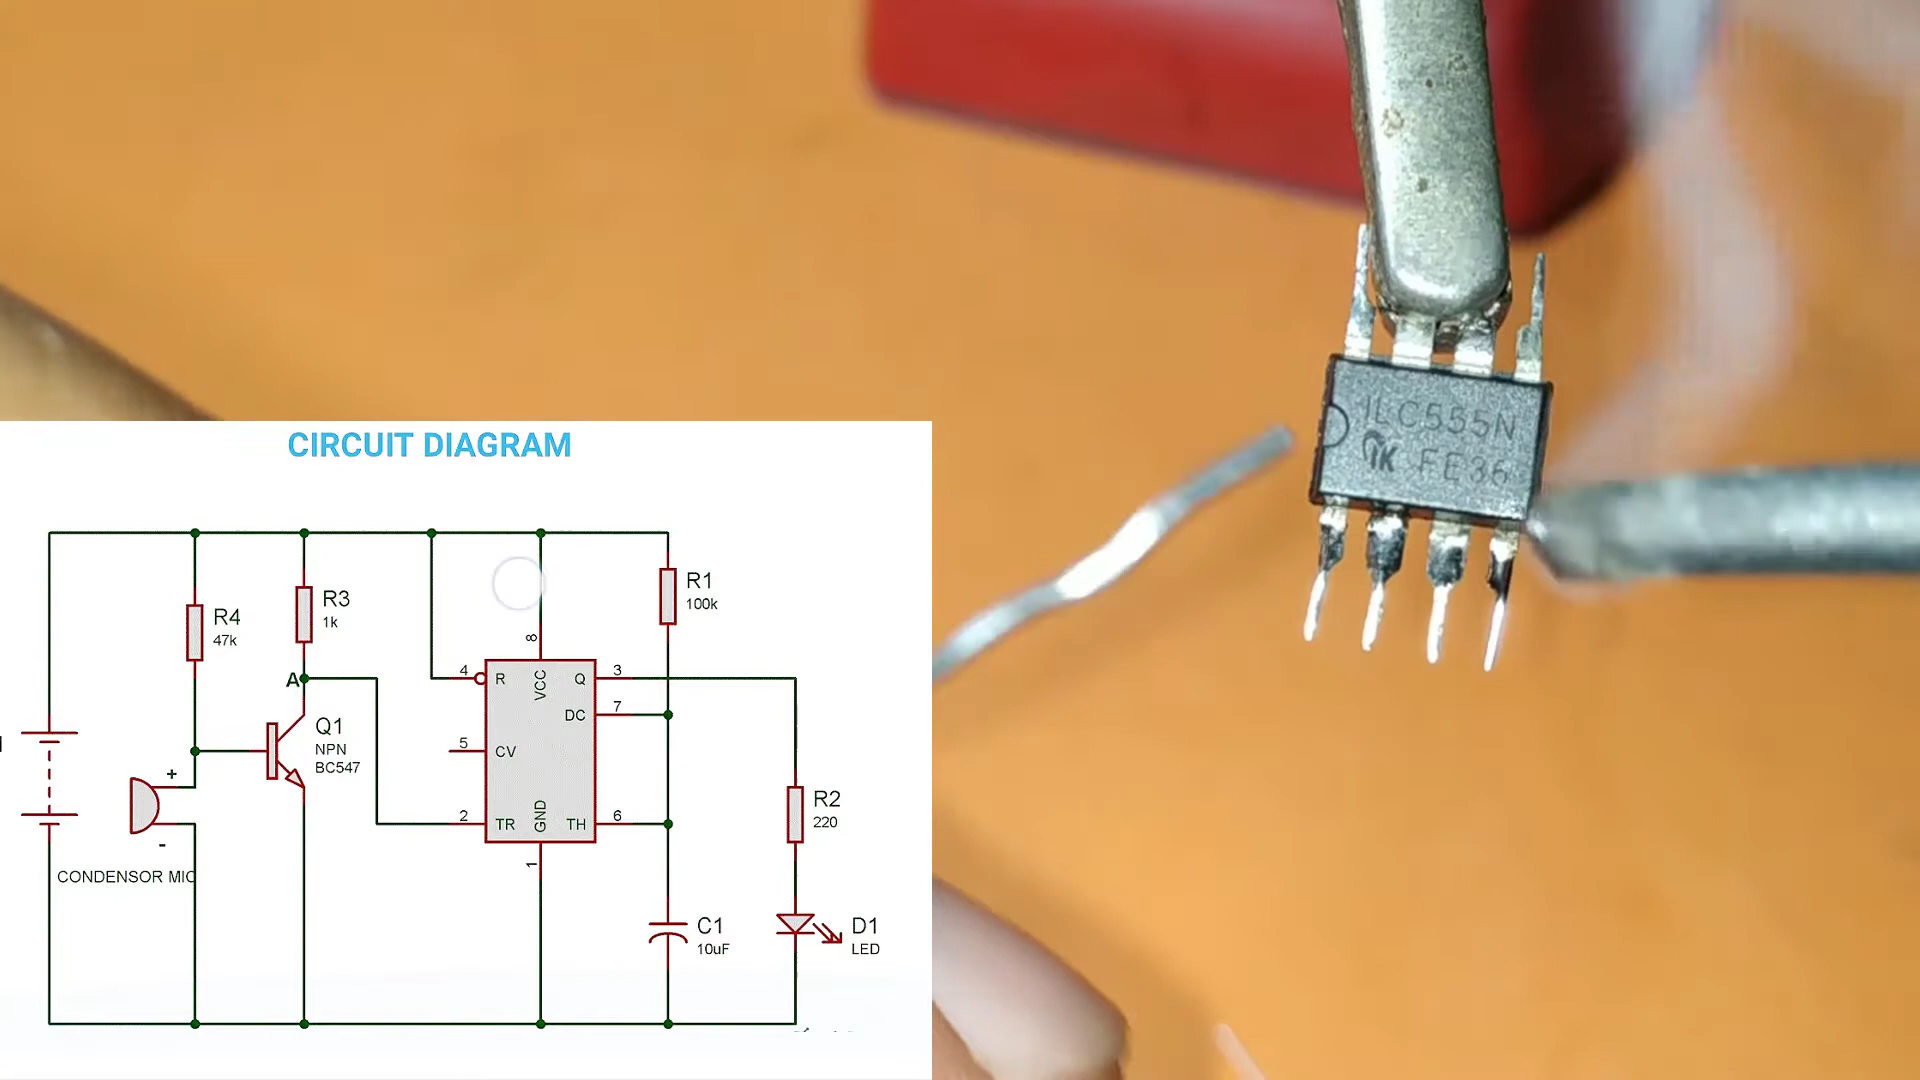 CIRCUIT DIAGRAM
R4
47k
R3
1k
R1
100k
A
8
4
R
VCC
Q
3
DC
7
5
CV
Q1
NPN
BC547
+
-
CONDENSOR MIC
2
TR
GND
TH
6
1
R2
220
C1
10uF
D1
LED
ILC555N
IK FE36